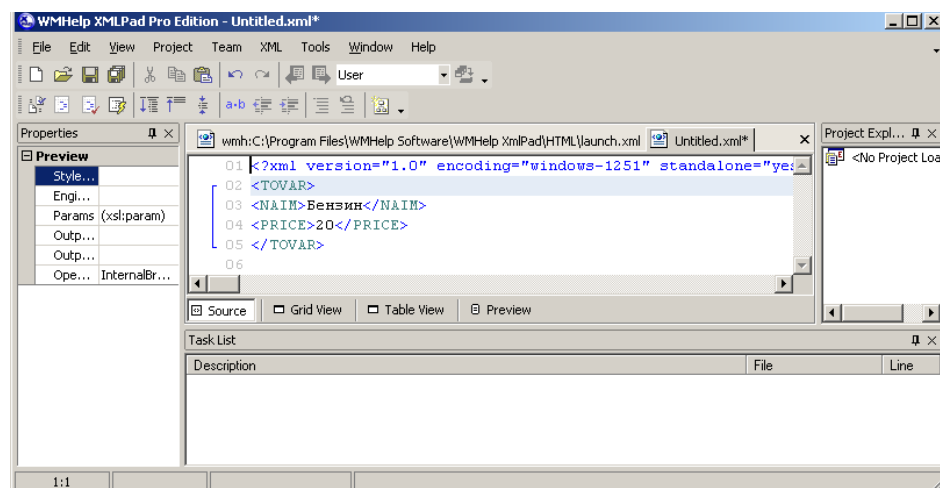 WMHelp XMLPad Pro Edition - Untitled.xml*
File Edit View Project Team XML Tools Window Help
User
a-b
Properties
Preview
Style...
Engi...
Params (xsl:param)
Outp...
Outp...
Ope... InternalBr...
wmh:C:\Program Files\WMHelp Software\WMHelp XmlPad\HTML\launch.xml Untitled.xml*
01 <?xml version="1.0" encoding="windows-1251" standalone="yes
02 <TOVAR>
03 <NAIM>Бензин</NAIM>
04 <PRICE>20</PRICE>
05 </TOVAR>
06
Source Grid View Table View Preview
Project Expl...
<No Project Loa
Task List
Description File Line
1:1